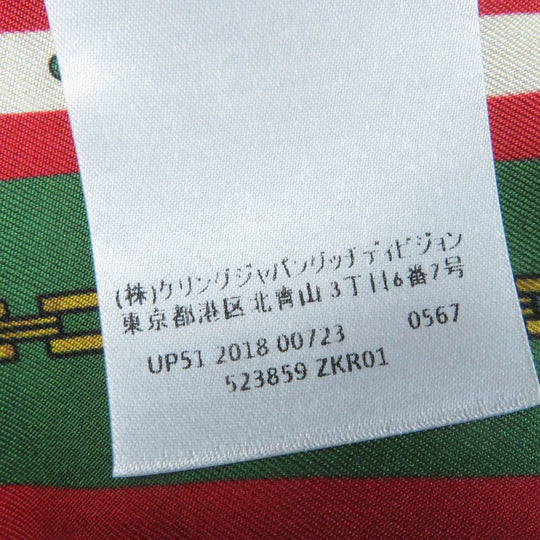 (株)ケリングジャパングッチディビジョン
東京都港区北青山3丁目6番7号
UP51 2018 00723 0567
523859 ZKR01